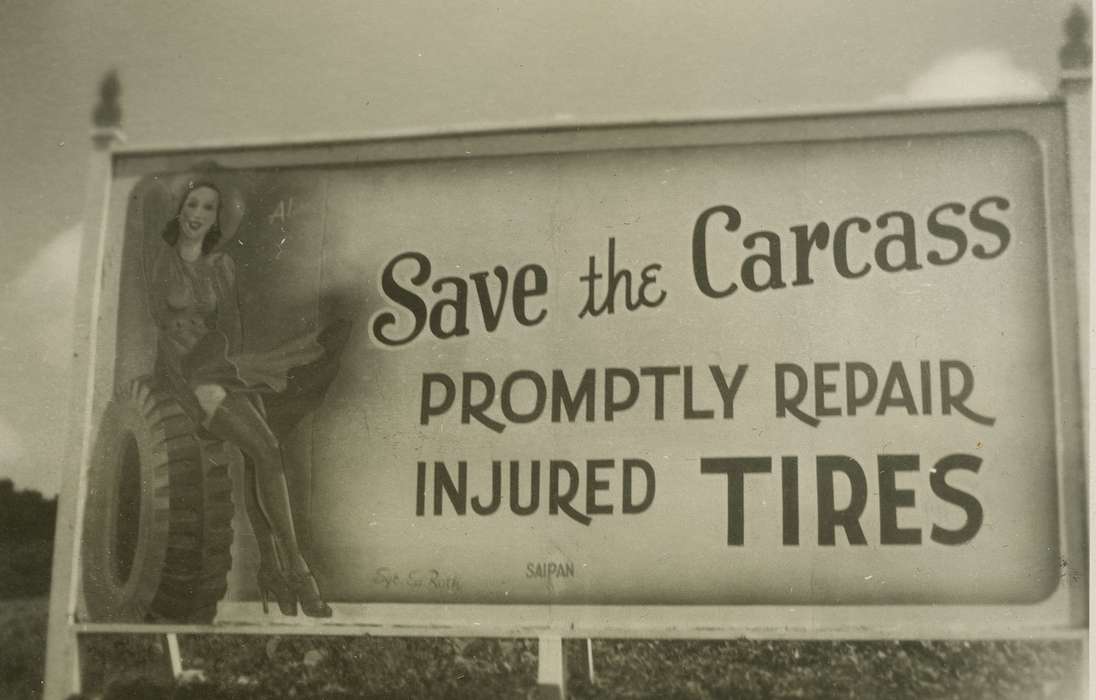 Save the Carcass
PROMPTLY REPAIR
INJURED TIRES
SAIPAN